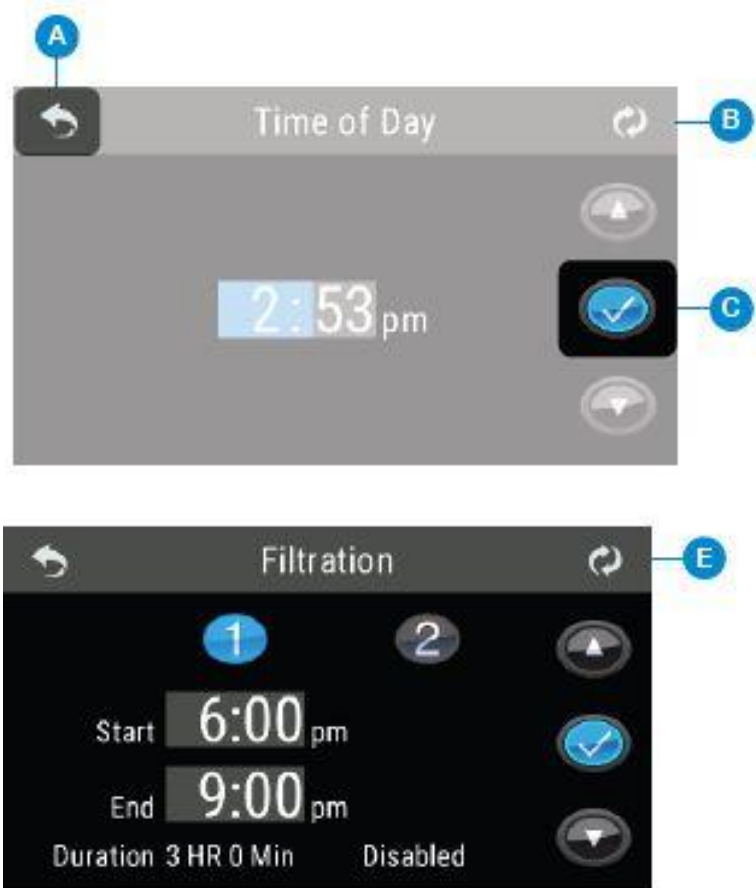 A
Time of Day
B
2:53 pm
C
Filtration
E
1 2
Start 6:00 pm
End 9:00 pm
Duration 3 HR 0 Min Disabled